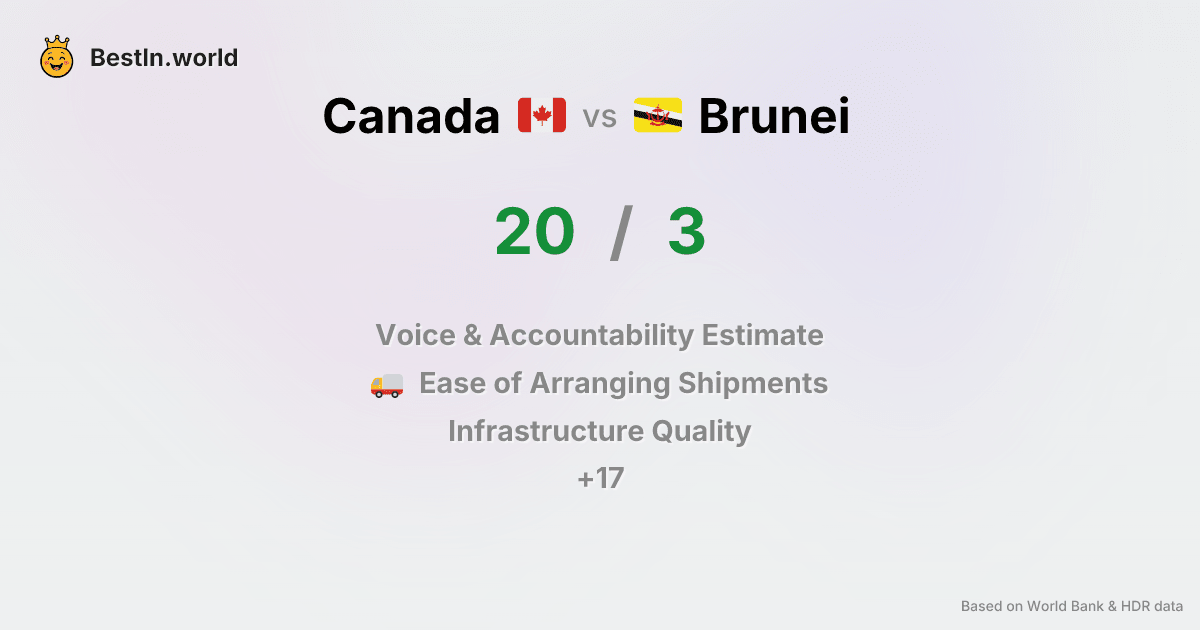 BestIn.world
Canada vs Brunei
20 / 3
Voice & Accountability Estimate
Ease of Arranging Shipments
Infrastructure Quality
+17
Based on World Bank & HDR data